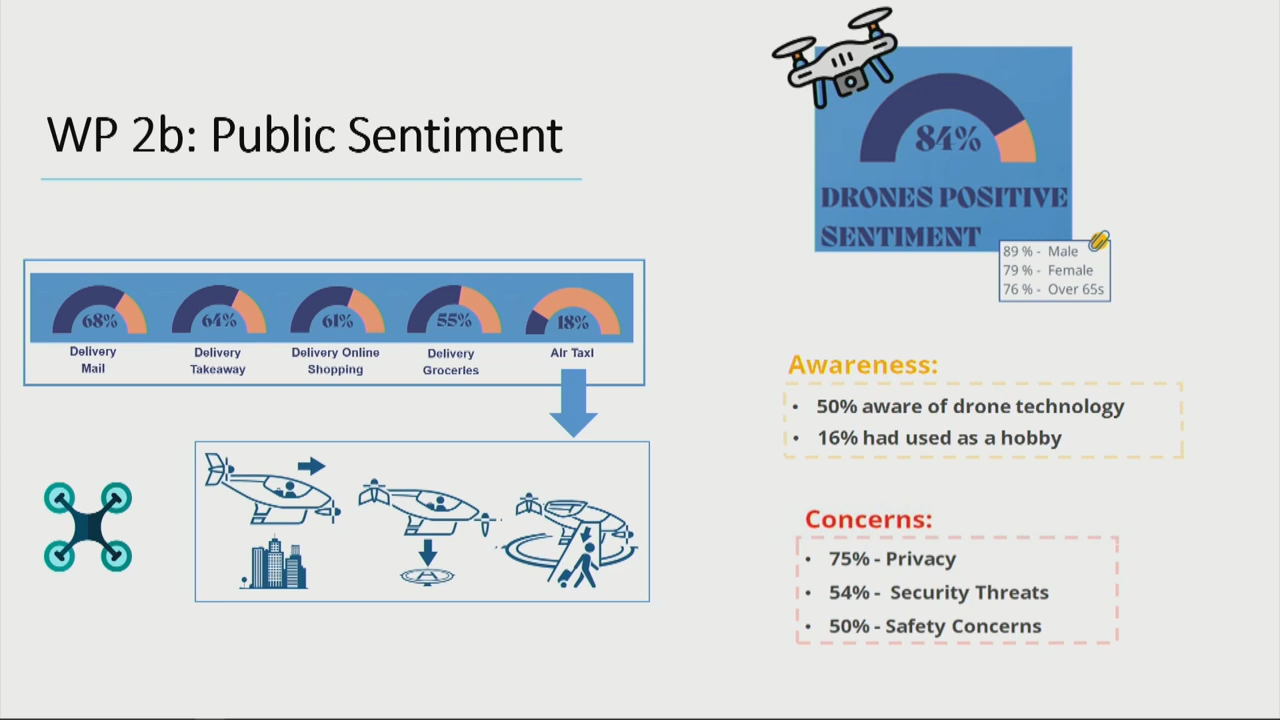 WP 2b: Public Sentiment
84%
DRONES POSITIVE
SENTIMENT
89 % - Male
79 % - Female
76 % - Over 65s
68%
64%
61%
55%
18%
Delivery
Mail
Delivery
Takeaway
Delivery Online
Shopping
Delivery
Groceries
Air Taxi
Awareness:
• 50% aware of drone technology
• 16% had used as a hobby
Concerns:
• 75% - Privacy
• 54% - Security Threats
• 50% - Safety Concerns